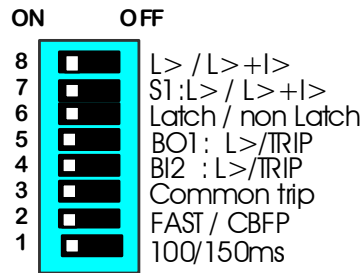 ON OFF
8 L> / L>+I>
7 S1:L> / L>+I>
6 Latch / non Latch
5 BO1: L>/TRIP
4 BI2 : L>/TRIP
3 Common trip
2 FAST / CBFP
1 100/150ms